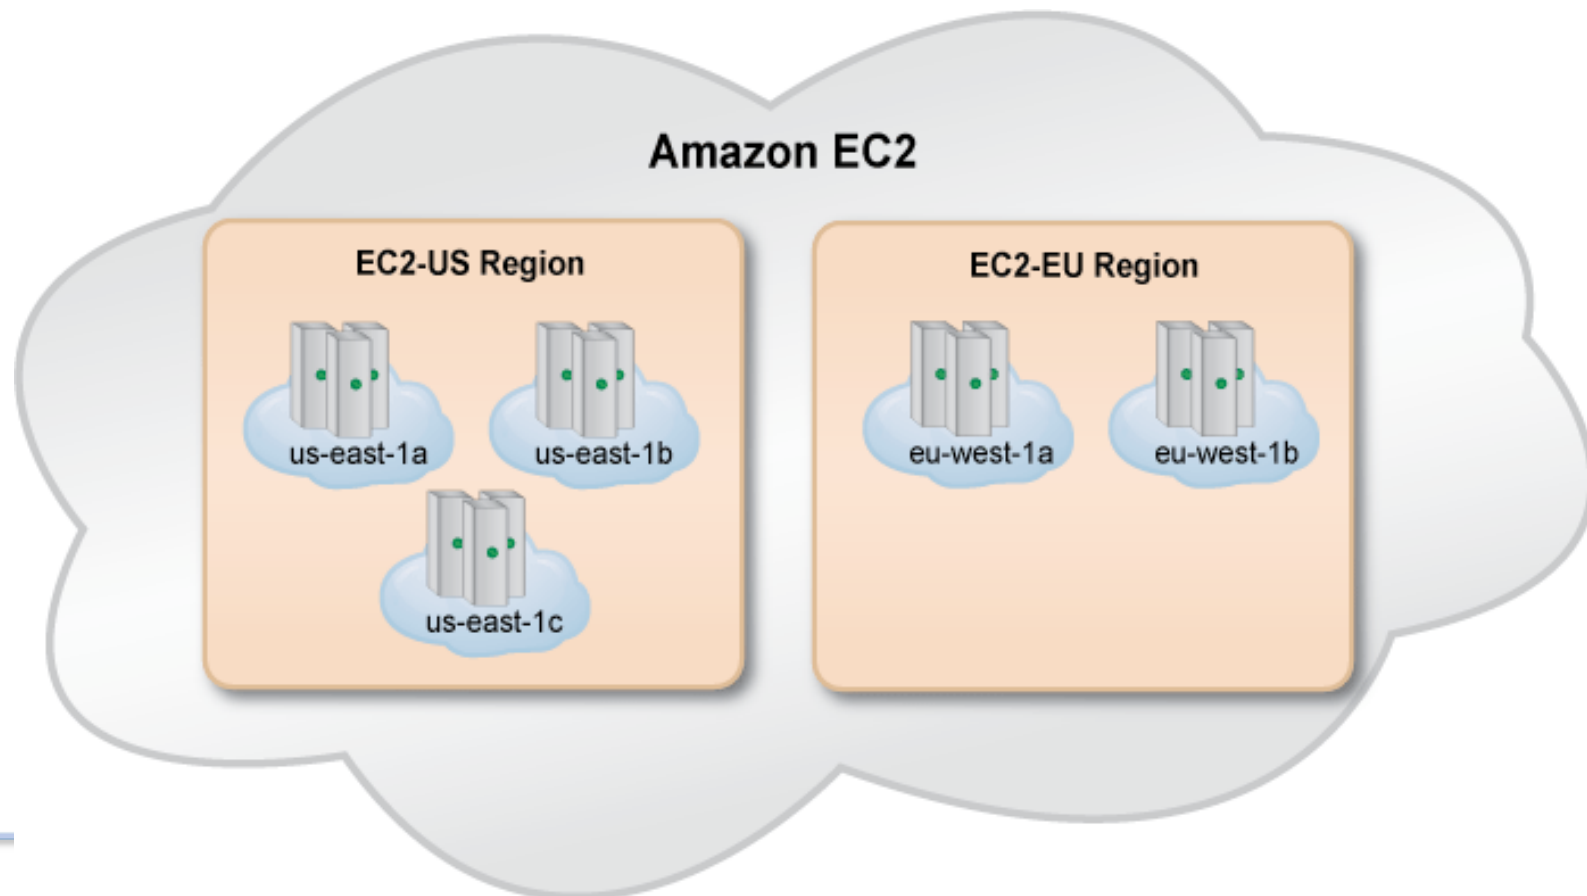 Amazon EC2
EC2-US Region
us-east-1a
us-east-1b
us-east-1c
EC2-EU Region
eu-west-1a
eu-west-1b